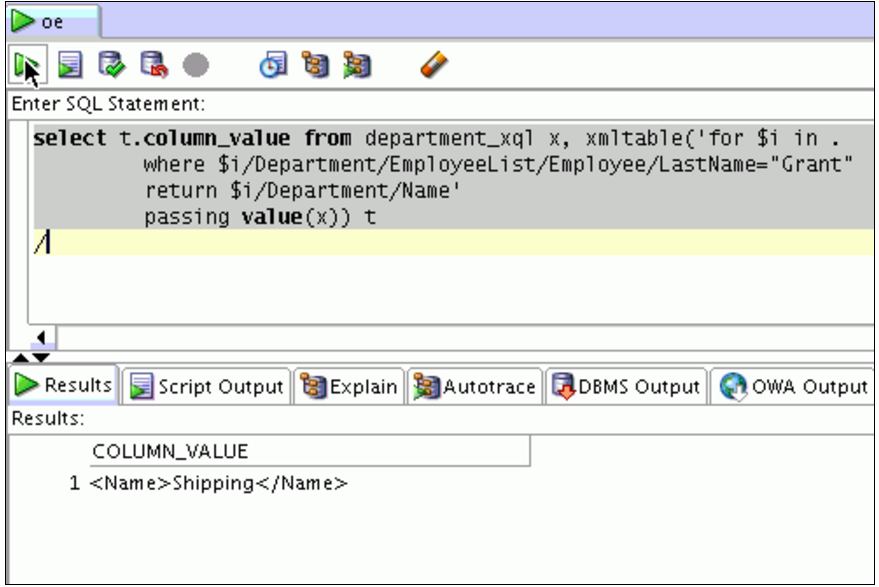 oe
Enter SQL Statement:
select t.column_value from department_xql x, xmltable('for $i in .
where $i/Department/EmployeeList/Employee/LastName="Grant"
return $i/Department/Name'
passing value(x)) t
/
Results Script Output Explain Autotrace DBMS Output OWA Output
Results:
COLUMN_VALUE
1 <Name>Shipping</Name>